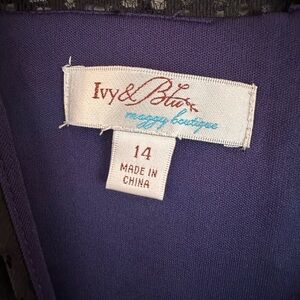 Ivy & Blu
maggy boutique
14
MADE IN
CHINA